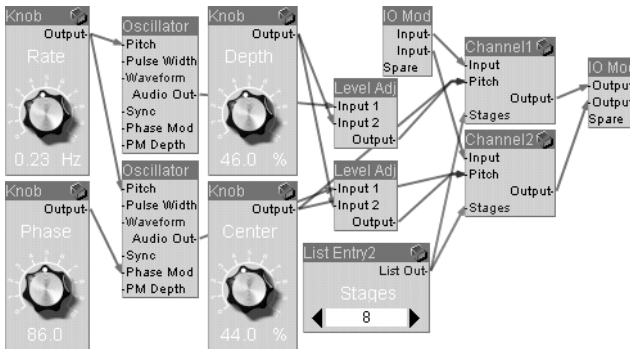 Knob
Output
Rate
0.23 Hz
Oscillator
Pitch
Pulse Width
Waveform
Audio Out
Sync
Phase Mod
PM Depth
Knob
Output
Depth
46.0 %
Level Adj
Input 1
Input 2
Output
IO Mod
Input
Input
Spare
Channel1
Input
Pitch
Output
Stages
IO Mod
Output
Output
Spare
Knob
Output
Phase
86.0
Oscillator
Pitch
Pulse Width
Waveform
Audio Out
Sync
Phase Mod
PM Depth
Knob
Output
Center
44.0 %
Level Adj
Input 1
Input 2
Output
Channel2
Input
Pitch
Output
Stages
List Entry2
List Out
Stages
8